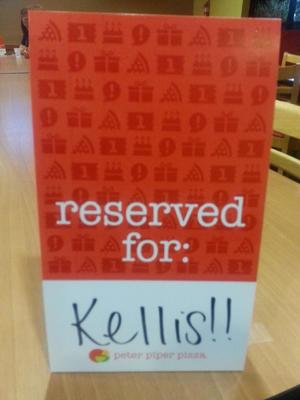 reserved
for:
Kellis!!
peter piper pizza